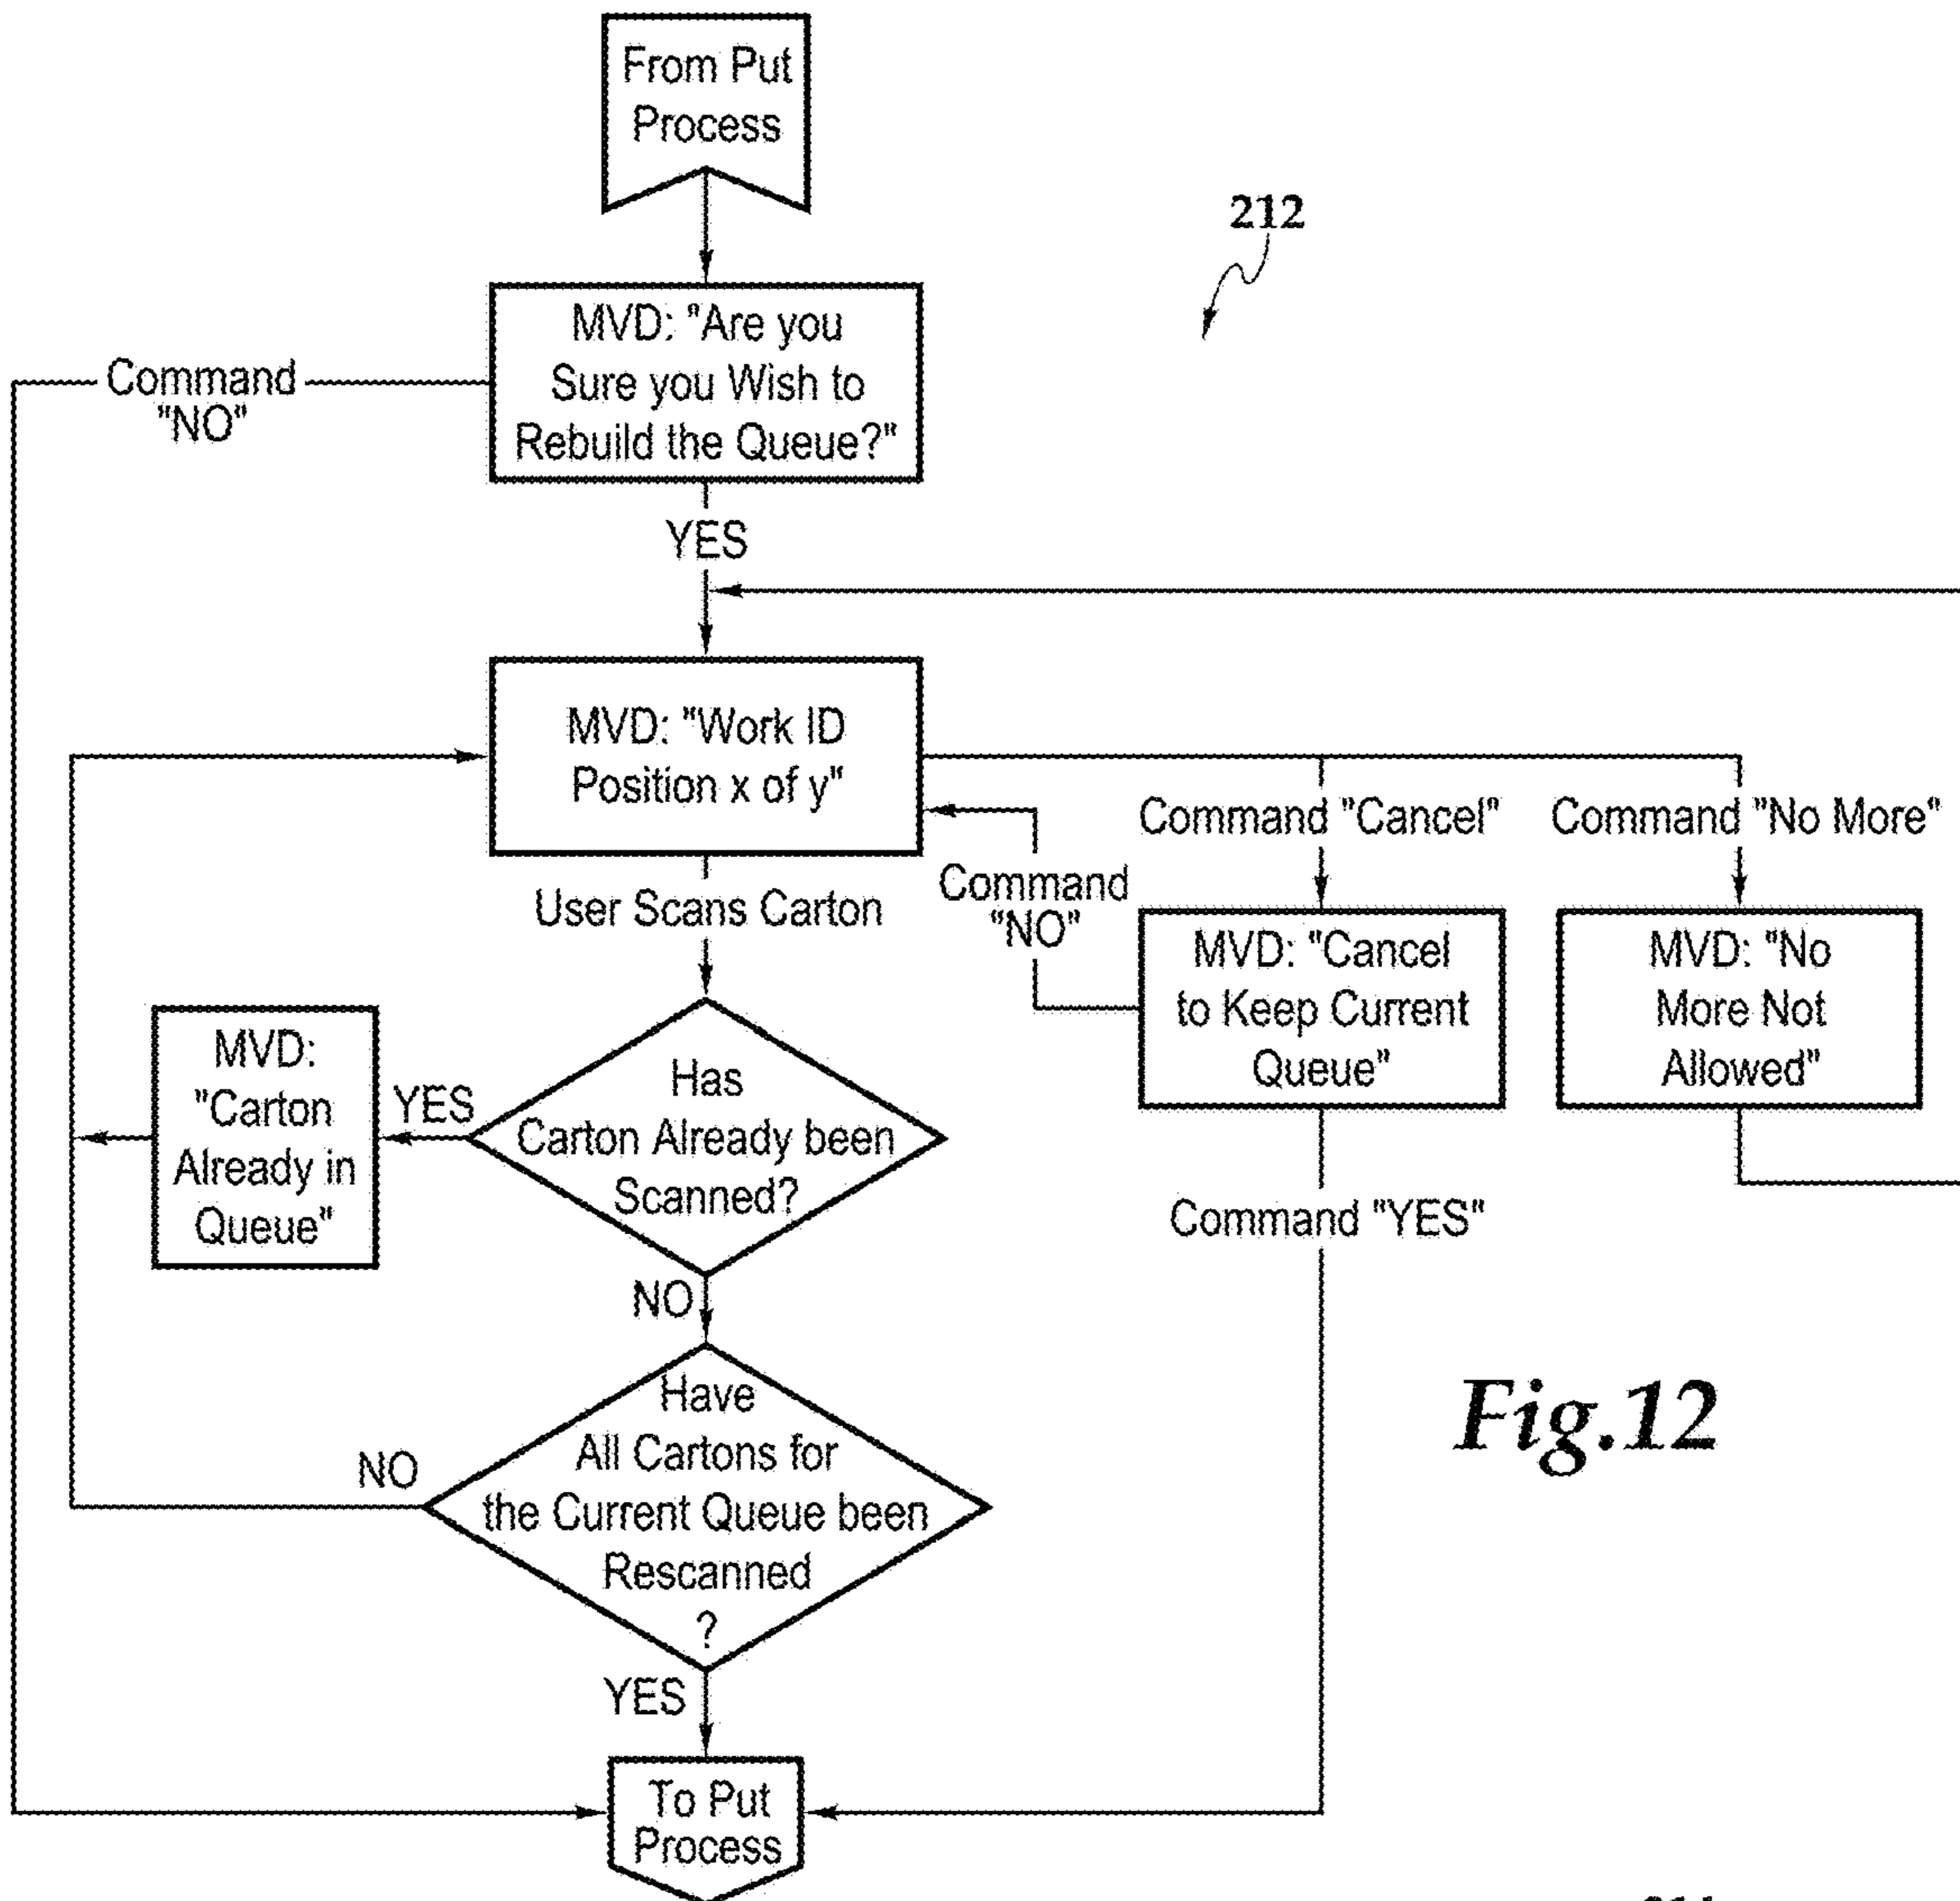 From Put
Process
212
MVD: "Are you
Sure you Wish to
Rebuild the Queue?"
Command
"NO"
YES
MVD: "Work ID
Position x of y"
Command "Cancel"
Command "No More"
User Scans Carton
Command
"NO"
MVD: "Cancel
to Keep Current
Queue"
MVD: "No
More Not
Allowed"
MVD:
"Carton
Already in
Queue"
YES
Has
Carton Already been
Scanned?
Command "YES"
NO
Have
All Cartons for
the Current Queue been
Rescanned
?
NO
Fig.12
YES
To Put
Process